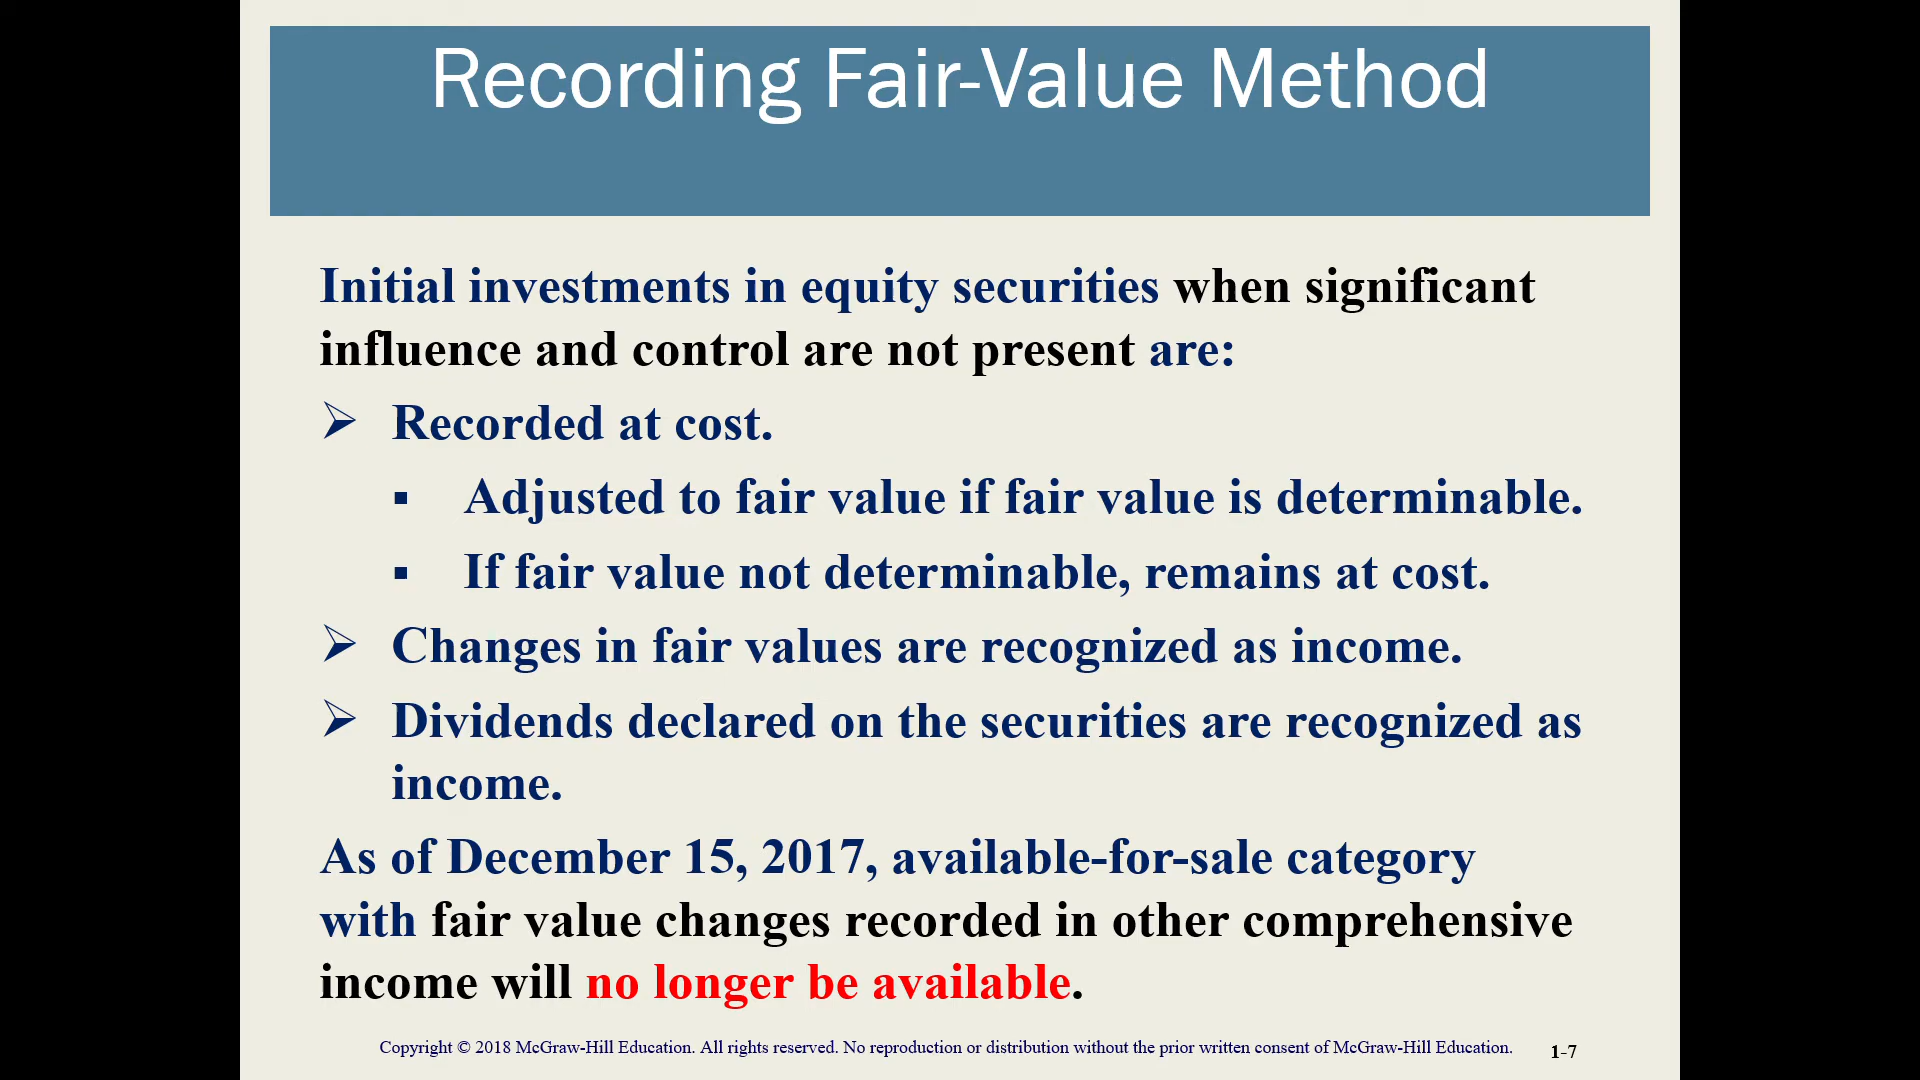 Recording Fair-Value Method
Initial investments in equity securities when significant
influence and control are not present are:
➢ Recorded at cost.
▪ Adjusted to fair value if fair value is determinable.
▪ If fair value not determinable, remains at cost.
➢ Changes in fair values are recognized as income.
➢ Dividends declared on the securities are recognized as
income.
As of December 15, 2017, available-for-sale category
with fair value changes recorded in other comprehensive
income will no longer be available.
Copyright © 2018 McGraw-Hill Education. All rights reserved. No reproduction or distribution without the prior written consent of McGraw-Hill Education.
1-7